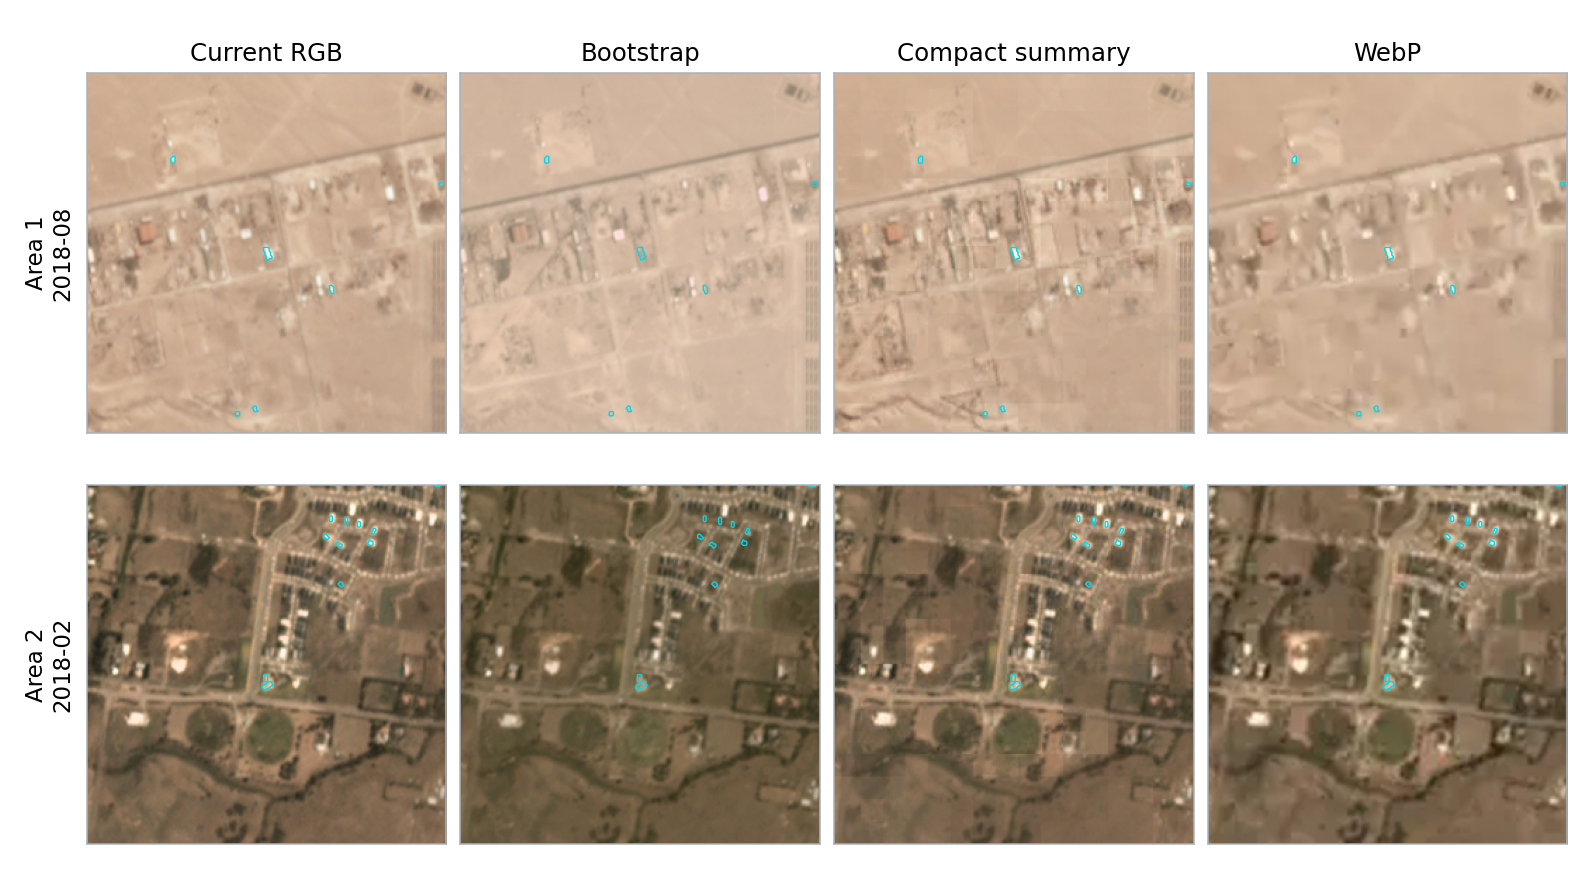 Current RGB
Bootstrap
Compact summary
WebP
Area 1
2018-08
Area 2
2018-02